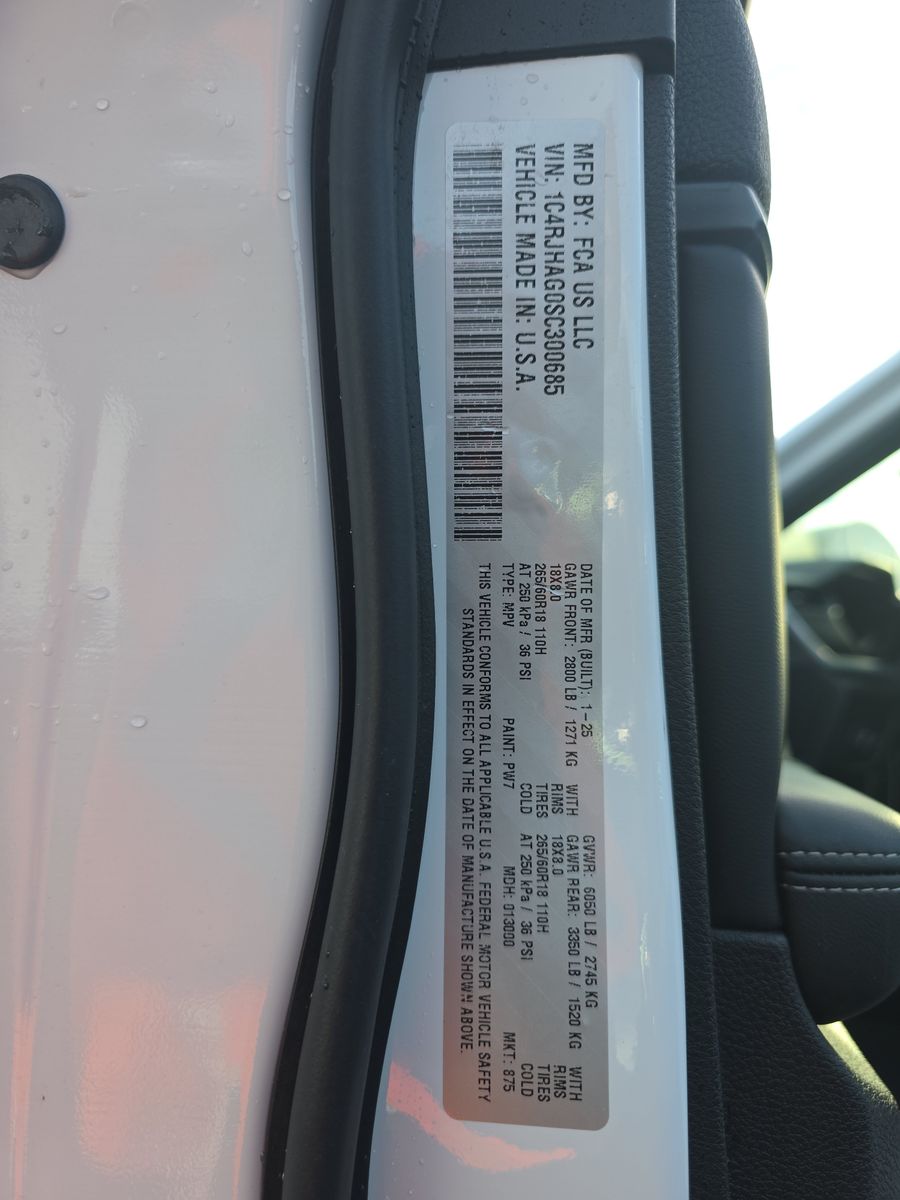 MFD BY: FCA US LLC
VIN: 1C4RJHAG0SC300685
VEHICLE MADE IN: U.S.A.
DATE OF MFR (BUILT): 1-25 GVWR: 6050 LB / 2745 KG
GAWR FRONT: 2800 LB / 1271 KG WITH GAWR REAR: 3350 LB / 1520 KG WITH
18X8.0 RIMS 18X8.0 RIMS
265/60R18 110H TIRES 265/60R18 110H TIRES
AT 250 kPa / 36 PSI COLD AT 250 kPa / 36 PSI COLD
TYPE: MPV PAINT: PW7 MDH: 013000 MKT: 875
THIS VEHICLE CONFORMS TO ALL APPLICABLE U.S.A. FEDERAL MOTOR VEHICLE SAFETY
STANDARDS IN EFFECT ON THE DATE OF MANUFACTURE SHOWN ABOVE.